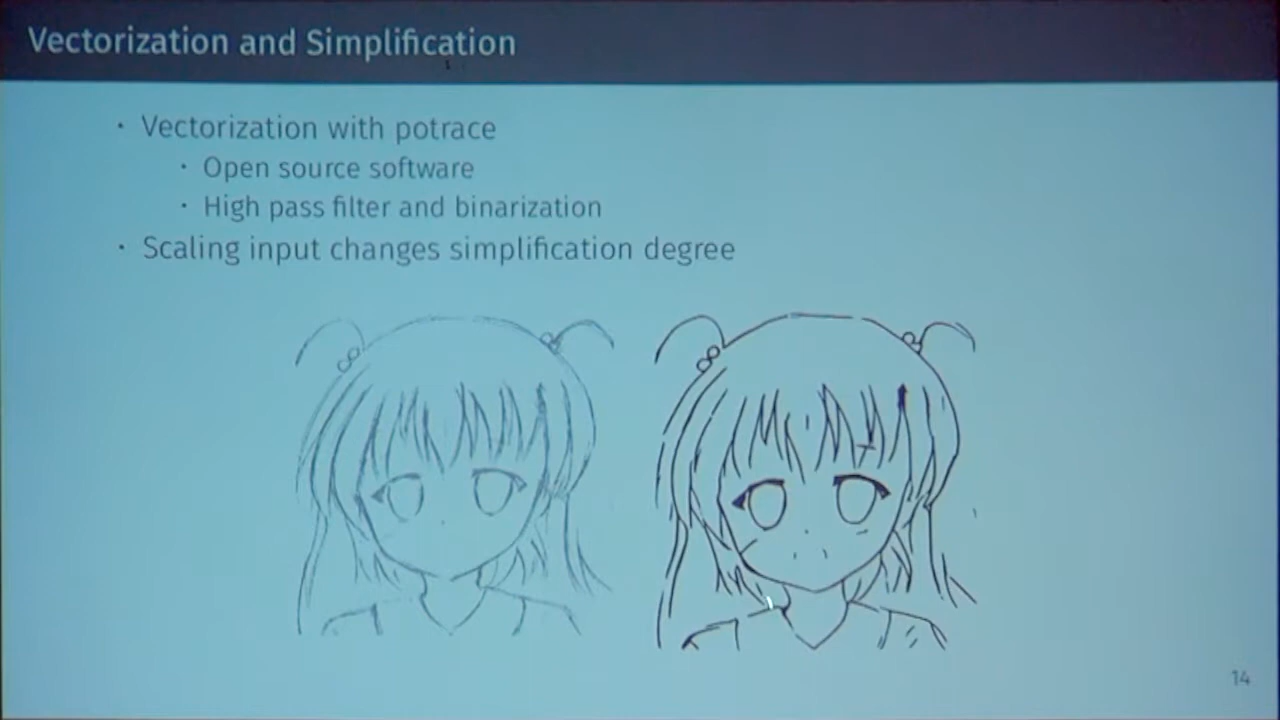 Vectorization and Simplification
· Vectorization with potrace
· Open source software
· High pass filter and binarization
· Scaling input changes simplification degree
14